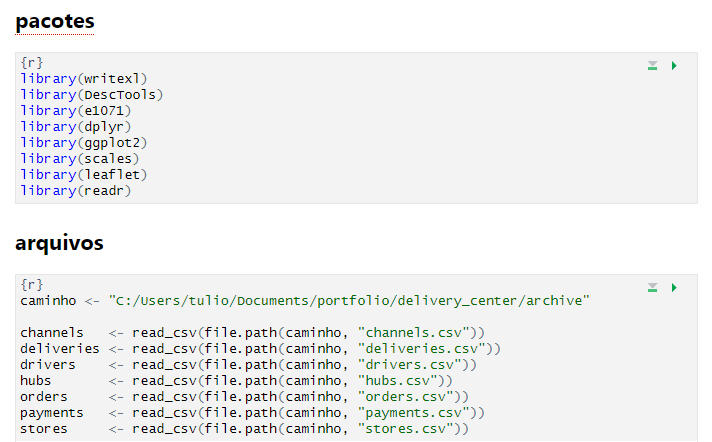 pacotes
{r}
library(writexl)
library(DescTools)
library(e1071)
library(dplyr)
library(ggplot2)
library(scales)
library(leaflet)
library(readr)
arquivos
{r}
caminho <- "C:/Users/tulio/Documents/portfolio/delivery_center/archive"
channels   <- read_csv(file.path(caminho, "channels.csv"))
deliveries <- read_csv(file.path(caminho, "deliveries.csv"))
drivers    <- read_csv(file.path(caminho, "drivers.csv"))
hubs       <- read_csv(file.path(caminho, "hubs.csv"))
orders     <- read_csv(file.path(caminho, "orders.csv"))
payments   <- read_csv(file.path(caminho, "payments.csv"))
stores     <- read_csv(file.path(caminho, "stores.csv"))